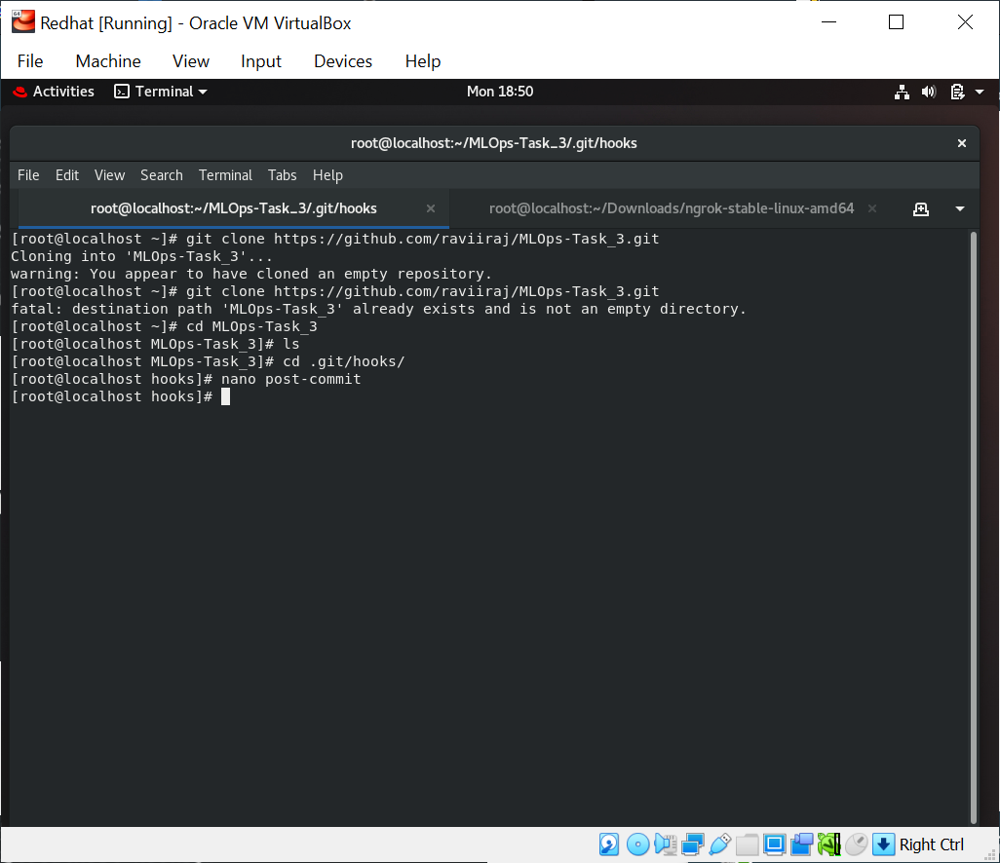 Redhat [Running] - Oracle VM VirtualBox
File Machine View Input Devices Help
Activities Terminal Mon 18:50
root@localhost:~/MLOps-Task_3/.git/hooks
File Edit View Search Terminal Tabs Help
root@localhost:~/MLOps-Task_3/.git/hooks root@localhost:~/Downloads/ngrok-stable-linux-amd64
[root@localhost ~]# git clone https://github.com/raviiraj/MLOps-Task_3.git
Cloning into 'MLOps-Task_3'...
warning: You appear to have cloned an empty repository.
[root@localhost ~]# git clone https://github.com/raviiraj/MLOps-Task_3.git
fatal: destination path 'MLOps-Task_3' already exists and is not an empty directory.
[root@localhost ~]# cd MLOps-Task_3
[root@localhost MLOps-Task_3]# ls
[root@localhost MLOps-Task_3]# cd .git/hooks/
[root@localhost hooks]# nano post-commit
[root@localhost hooks]#
Right Ctrl